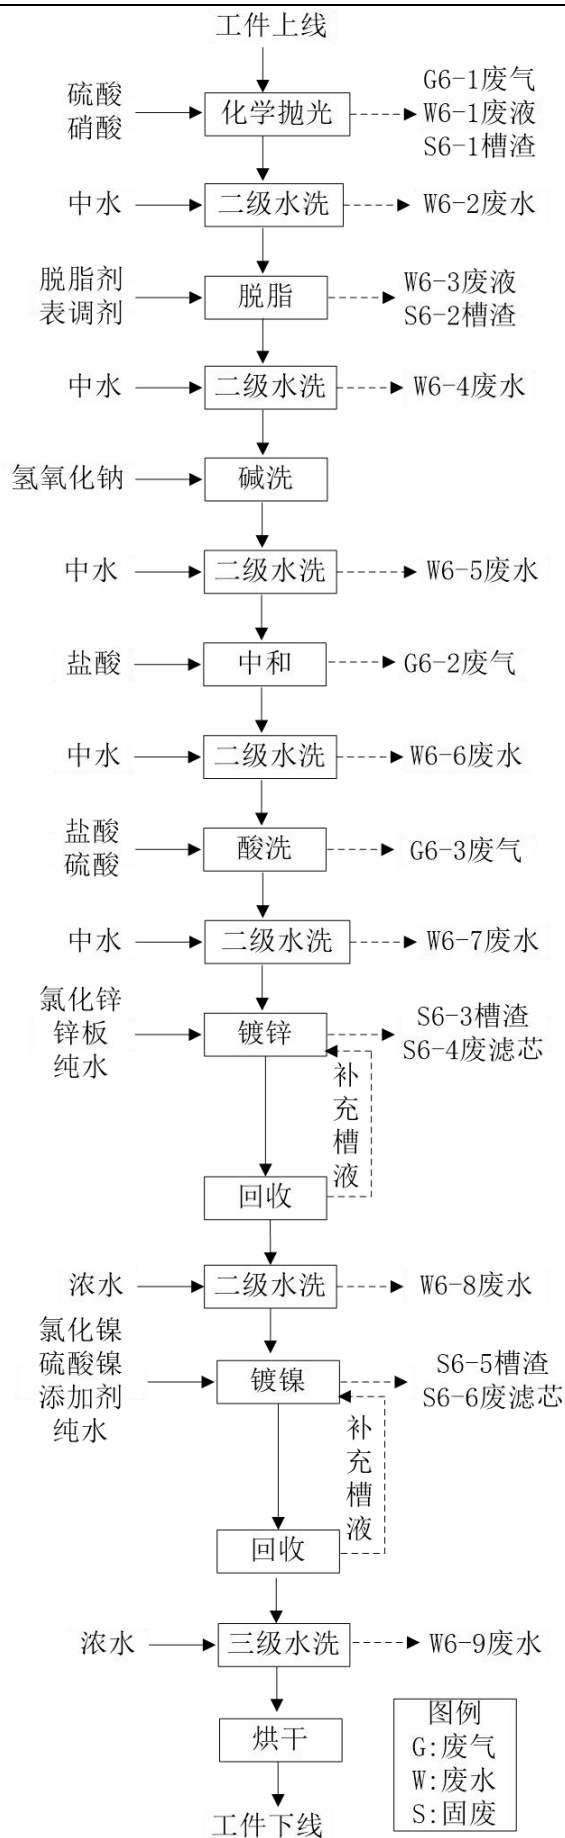 工件上线
硫酸
硝酸
化学抛光
G6-1废气
W6-1废液
S6-1槽渣
中水
二级水洗
W6-2废水
脱脂剂
表调剂
脱脂
W6-3废液
S6-2槽渣
中水
二级水洗
W6-4废水
氢氧化钠
碱洗
中水
二级水洗
W6-5废水
盐酸
中和
G6-2废气
中水
二级水洗
W6-6废水
盐酸
硫酸
酸洗
G6-3废气
中水
二级水洗
W6-7废水
氯化锌
锌板
纯水
镀锌
S6-3槽渣
S6-4废滤芯
补
充
槽
液
回收
浓水
二级水洗
W6-8废水
氯化镍
硫酸镍
添加剂
纯水
镀镍
S6-5槽渣
S6-6废滤芯
补
充
槽
液
回收
浓水
三级水洗
W6-9废水
烘干
工件下线
图例
G:废气
W:废水
S:固废